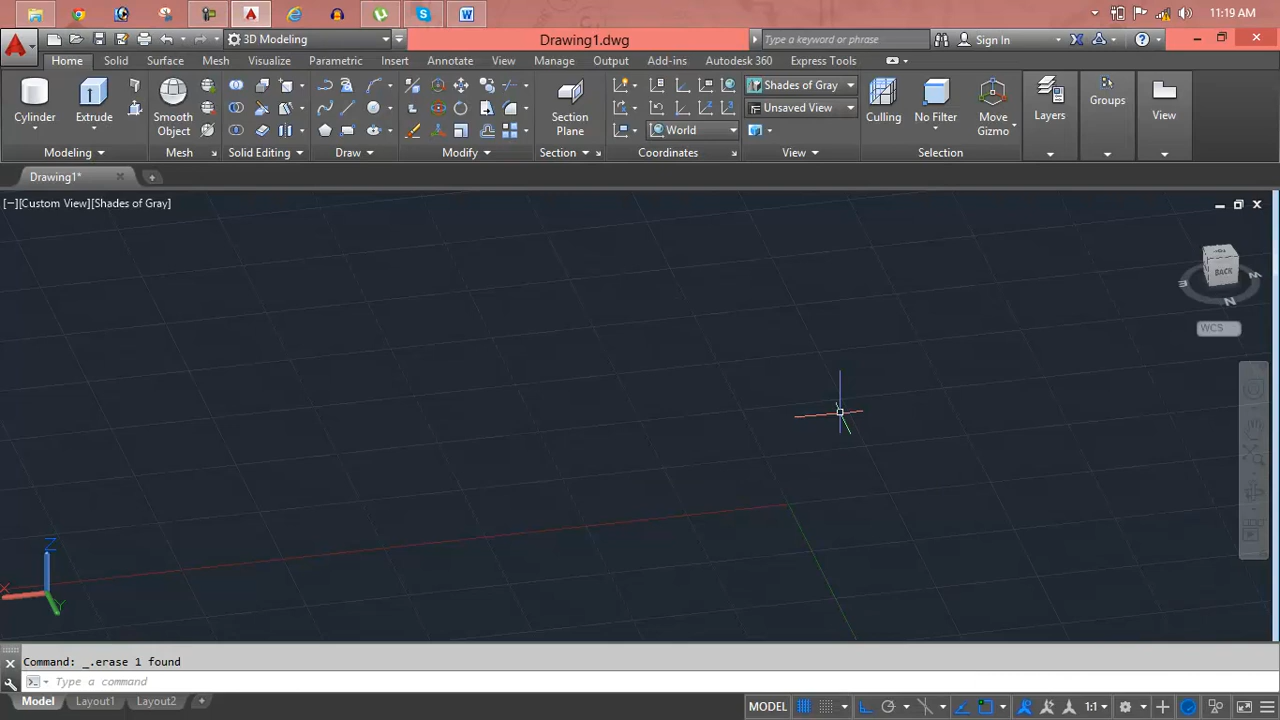 11:19 AM
3D Modeling
Drawing1.dwg
Type a keyword or phrase
Sign In
Home Solid Surface Mesh Visualize Parametric Insert Annotate View Manage Output Add-ins Autodesk 360 Express Tools
Cylinder
Extrude
Smooth Object
Section Plane
Shades of Gray
Unsaved View
World
Culling
No Filter
Move Gizmo
Layers
Groups
View
Modeling
Mesh
Solid Editing
Draw
Modify
Section
Coordinates
View
Selection
Drawing1*
[−][Custom View][Shades of Gray]
BACK
N
WCS
Z
X
Y
Command: _.erase 1 found
Type a command
Model Layout1 Layout2
MODEL
1:1